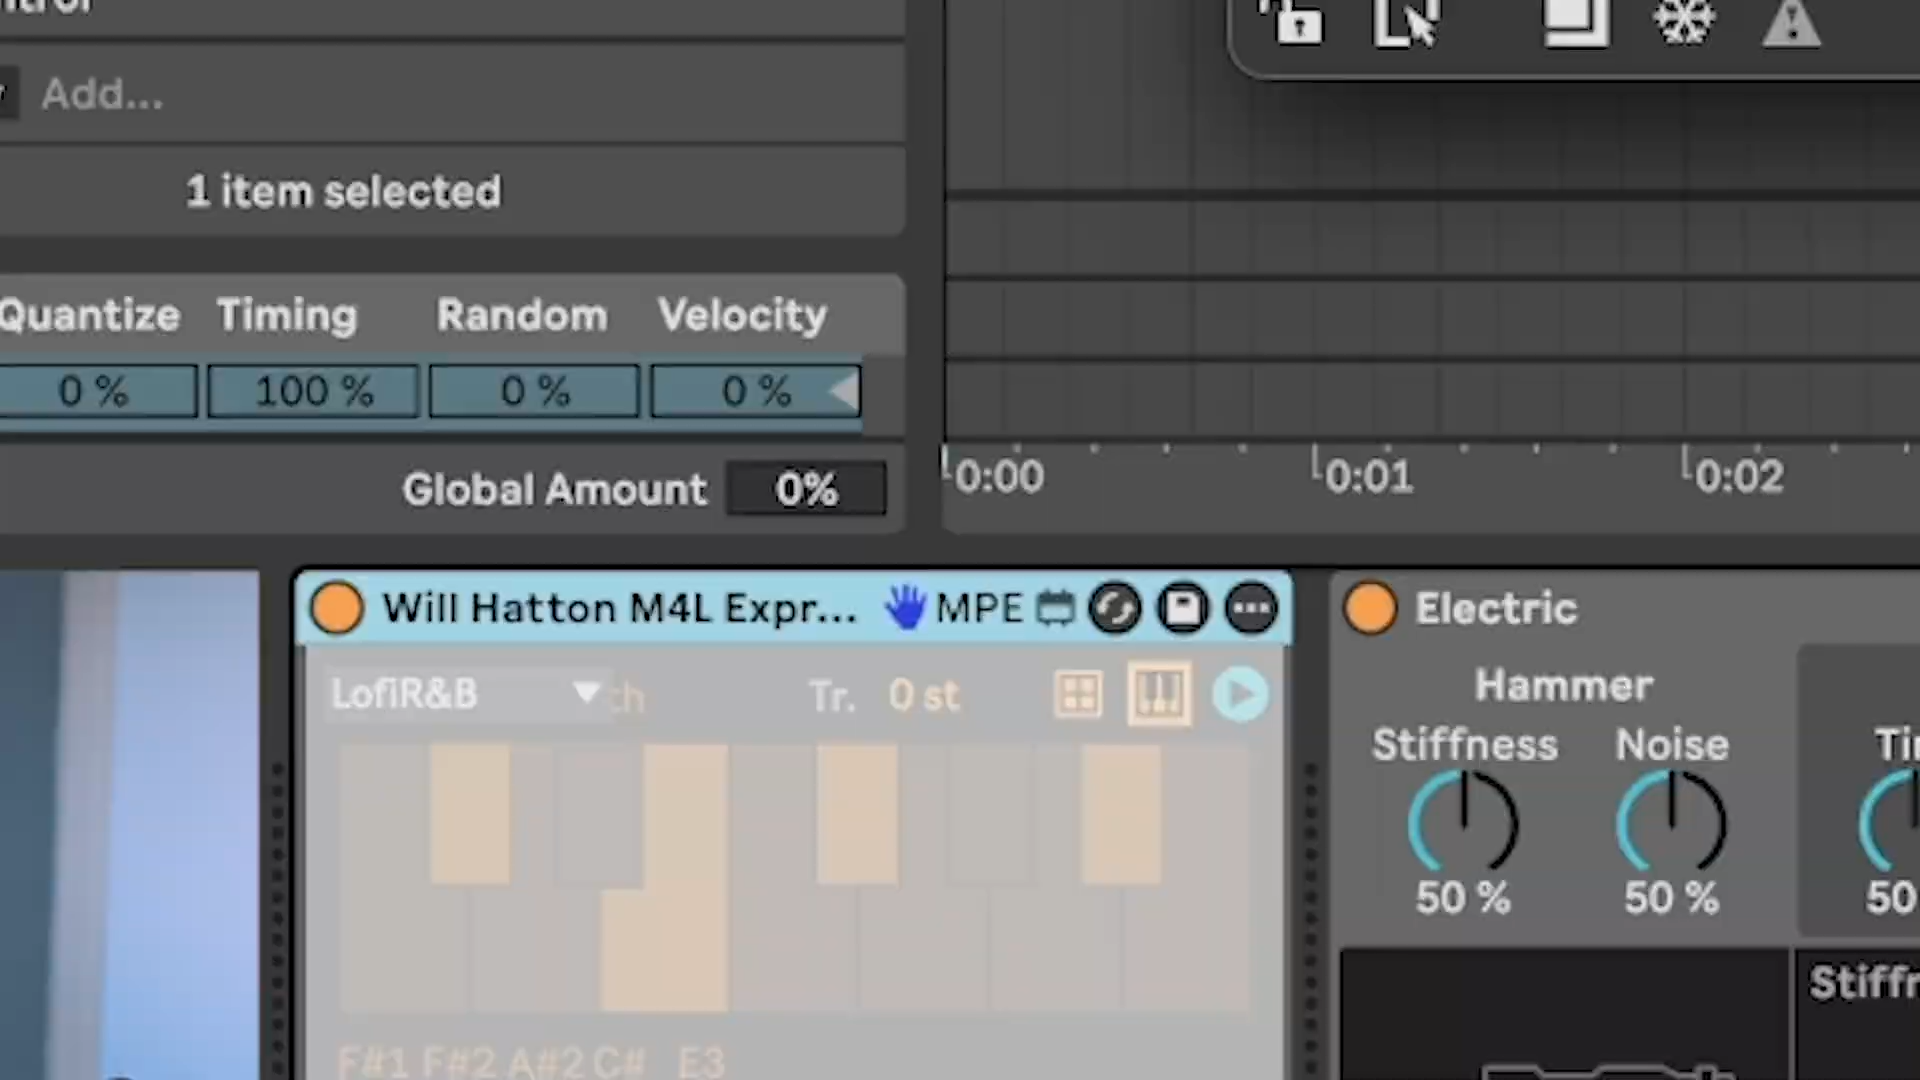 Add...
1 item selected
Quantize Timing Random Velocity
0 % 100 % 0 % 0 %
Global Amount 0%
0:00 0:01 0:02
Will Hatton M4L Expr... MPE
LofiR&B
Tr. 0 st
F#1 F#2 A#2 C# E3
Electric
Hammer
Stiffness Noise
50 % 50 % 50